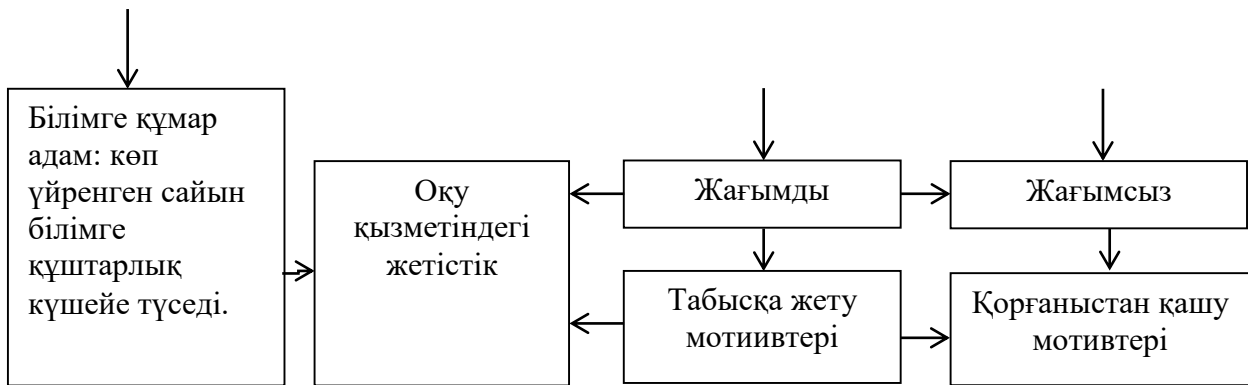 Білімге құмар
адам: көп
үйренген сайын
білімге
құштарлық
күшейе түседі.
Оқу
қызметіндегі
жетістік
Жағымды
Жағымсыз
Табысқа жету
мотиивтері
Қорғаныстан қашу
мотивтері